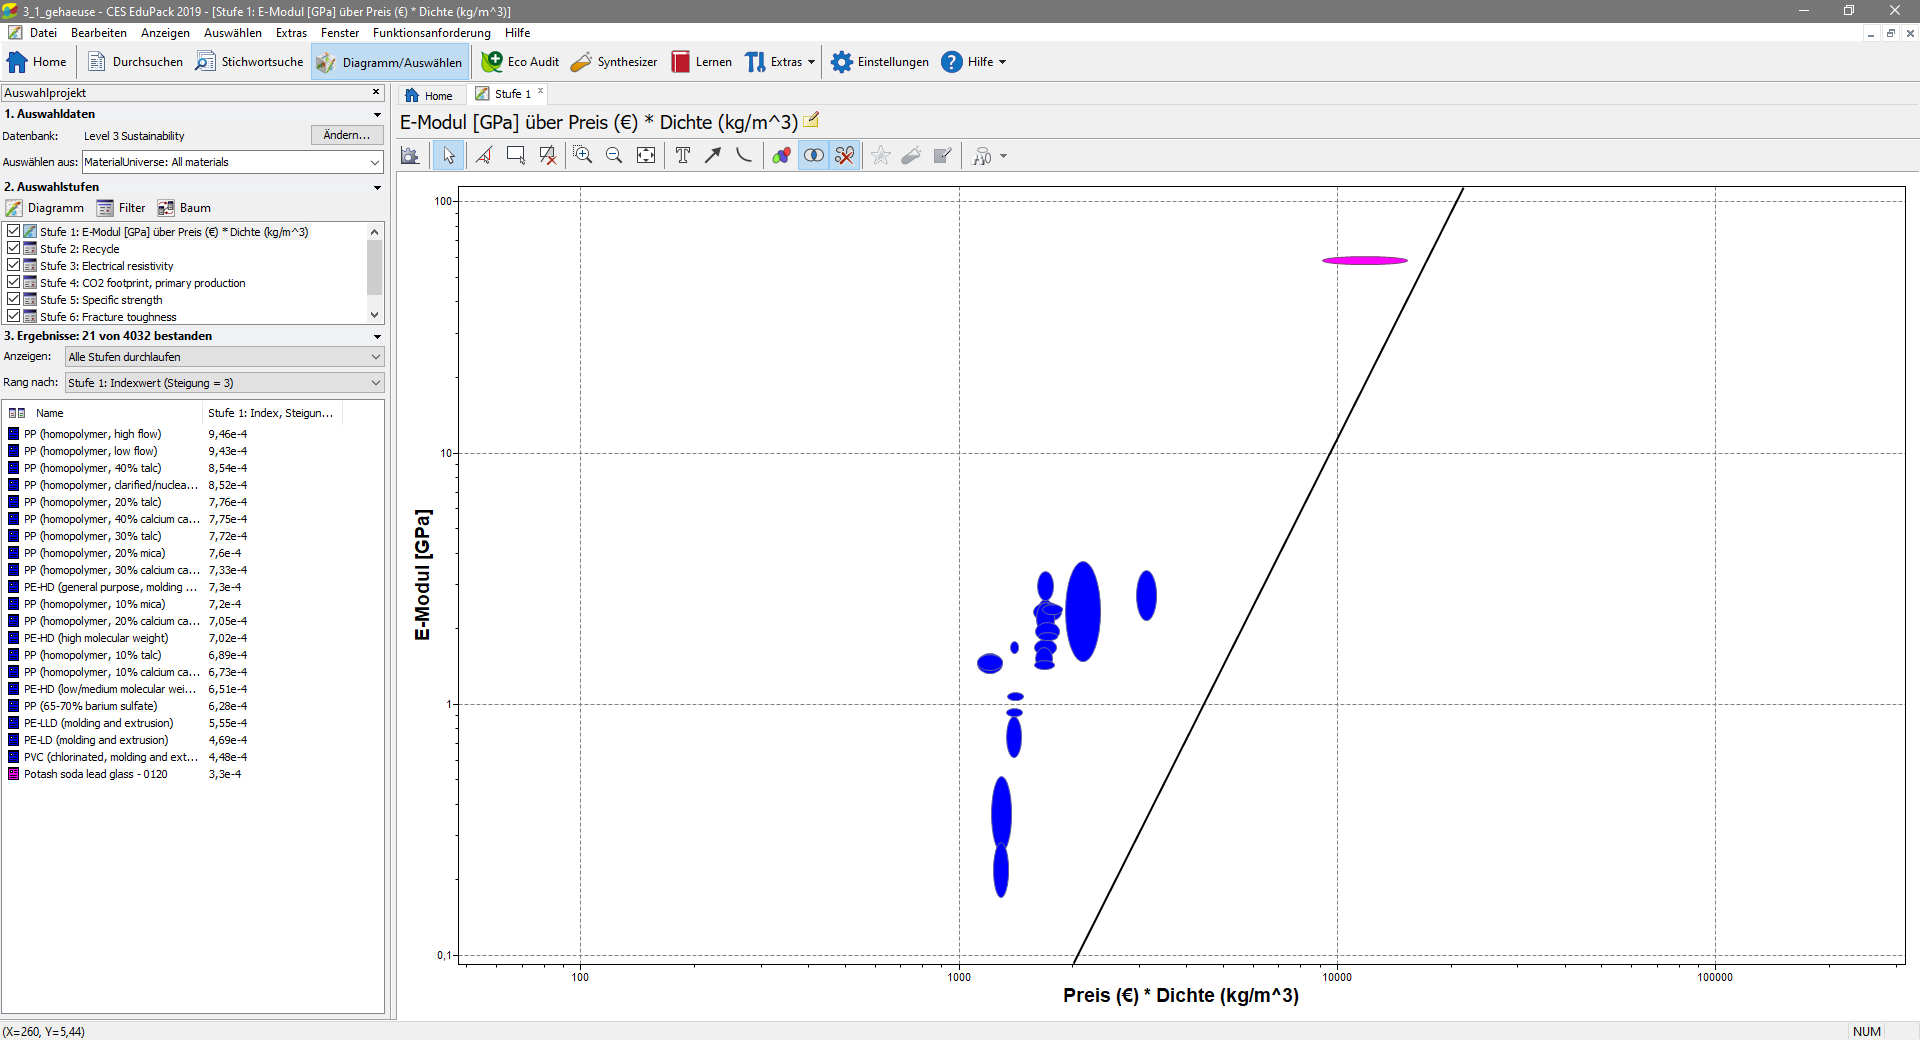 3_1_gehaeuse - CES EduPack 2019 - [Stufe 1: E-Modul [GPa] über Preis (€) * Dichte (kg/m^3)]
Datei Bearbeiten Anzeigen Auswählen Extras Fenster Funktionsanforderung Hilfe
Home Durchsuchen Stichwortsuche Diagramm/Auswählen Eco Audit Synthesizer Lernen Extras Einstellungen Hilfe
Auswahlprojekt
1. Auswahldaten
Datenbank: Level 3 Sustainability Ändern...
Auswählen aus: MaterialUniverse: All materials
2. Auswahlstufen
Diagramm Filter Baum
Stufe 1: E-Modul [GPa] über Preis (€) * Dichte (kg/m^3)
Stufe 2: Recycle
Stufe 3: Electrical resistivity
Stufe 4: CO2 footprint, primary production
Stufe 5: Specific strength
Stufe 6: Fracture toughness
3. Ergebnisse: 21 von 4032 bestanden
Anzeigen: Alle Stufen durchlaufen
Rang nach: Stufe 1: Indexwert (Steigung = 3)
Name Stufe 1: Index, Steigun...
PP (homopolymer, high flow) 9,46e-4
PP (homopolymer, low flow) 9,43e-4
PP (homopolymer, 40% talc) 8,54e-4
PP (homopolymer, clarified/nuclea... 8,52e-4
PP (homopolymer, 20% talc) 7,76e-4
PP (homopolymer, 40% calcium ca... 7,75e-4
PP (homopolymer, 30% talc) 7,72e-4
PP (homopolymer, 20% mica) 7,6e-4
PP (homopolymer, 30% calcium ca... 7,33e-4
PE-HD (general purpose, molding ... 7,3e-4
PP (homopolymer, 10% mica) 7,2e-4
PP (homopolymer, 20% calcium ca... 7,05e-4
PE-HD (high molecular weight) 7,02e-4
PP (homopolymer, 10% talc) 6,89e-4
PP (homopolymer, 10% calcium ca... 6,73e-4
PE-HD (low/medium molecular wei... 6,51e-4
PP (65-70% barium sulfate) 6,28e-4
PE-LLD (molding and extrusion) 5,55e-4
PE-LD (molding and extrusion) 4,69e-4
PVC (chlorinated, molding and ext... 4,48e-4
Potash soda lead glass - 0120 3,3e-4
Home Stufe 1
E-Modul [GPa] über Preis (€) * Dichte (kg/m^3)
100
10
1
0,1
E-Modul [GPa]
100 1000 10000 100000
Preis (€) * Dichte (kg/m^3)
(X=260, Y=5,44) NUM